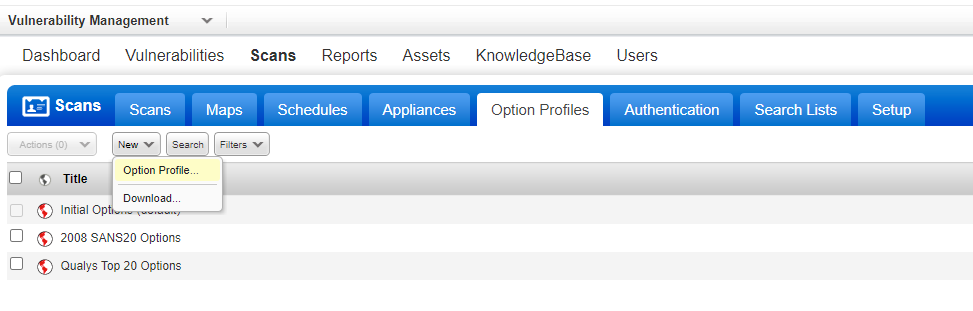 Vulnerability Management
Dashboard Vulnerabilities Scans Reports Assets KnowledgeBase Users
Scans Scans Maps Schedules Appliances Option Profiles Authentication Search Lists Setup
Actions (0) New Search Filters
Option Profile...
Title
Download...
Initial Options (default)
2008 SANS20 Options
Qualys Top 20 Options